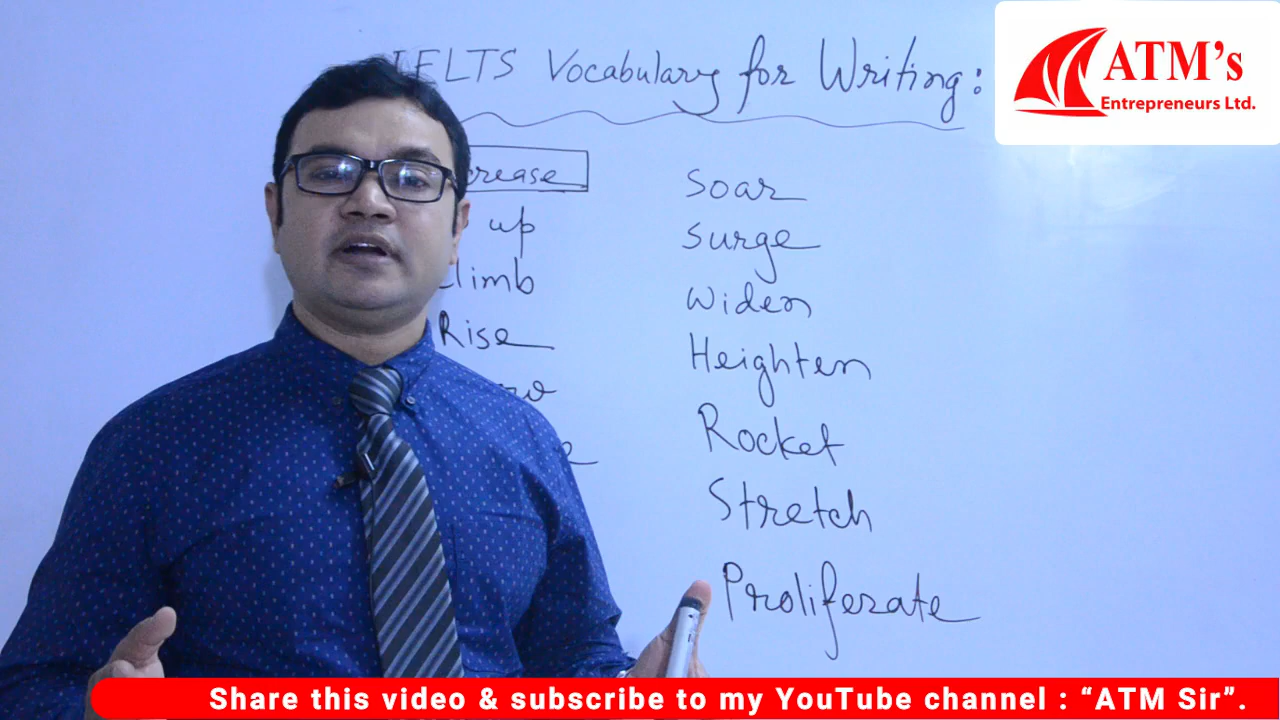 IELTS Vocabulary for Writing:
ATM's
Entrepreneurs Ltd.
crease
up
limb
Rise
Soar
Surge
Widen
Heighten
Rocket
Stretch
Proliferate
Share this video & subscribe to my YouTube channel : “ATM Sir”.